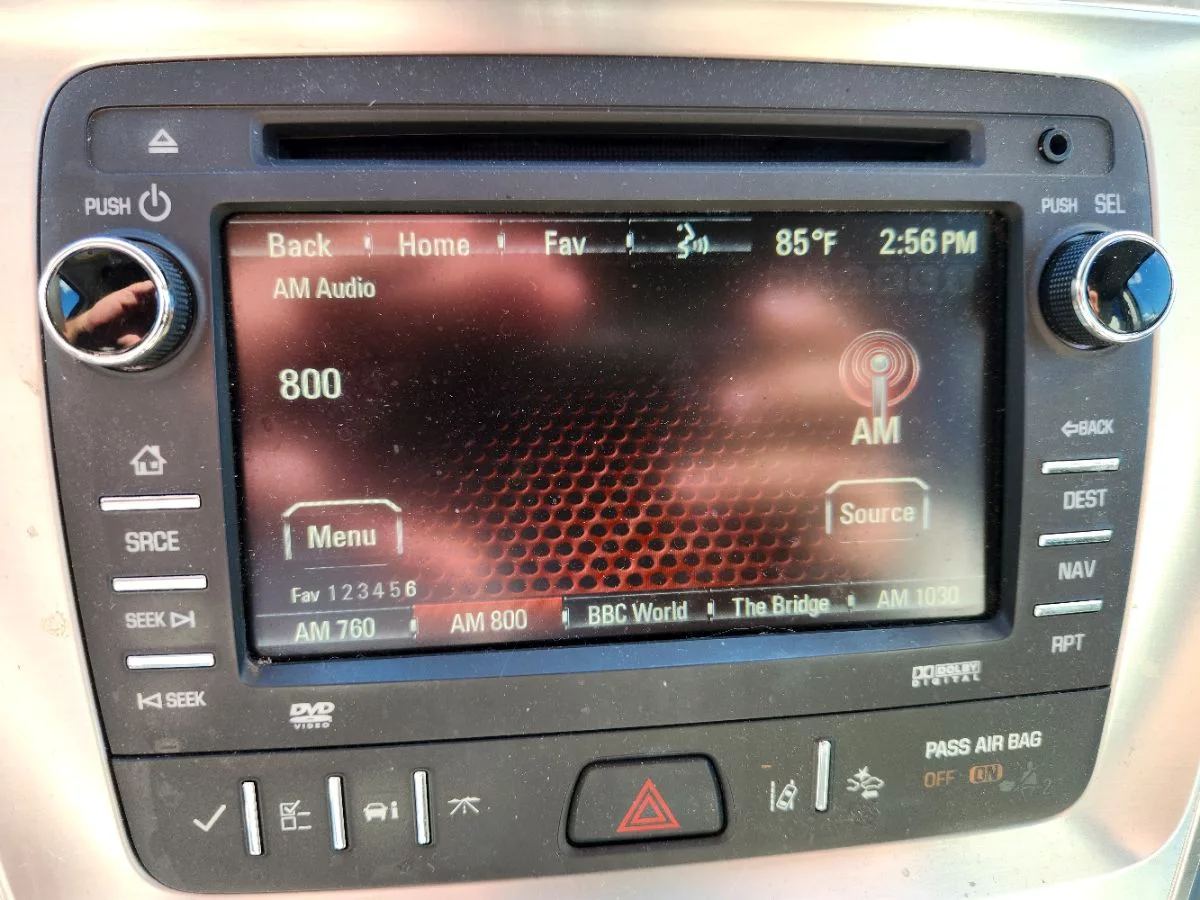 PUSH
PUSH SEL
Back Home Fav 85°F 2:56 PM
AM Audio
800
AM
BACK
Menu
Source
DEST
SRCE
NAV
Fav 1 2 3 4 5 6
AM 760 AM 800 BBC World The Bridge AM 1030
SEEK
RPT
SEEK
DOLBY
DIGITAL
DVD
VIDEO
PASS AIR BAG
OFF ON
2